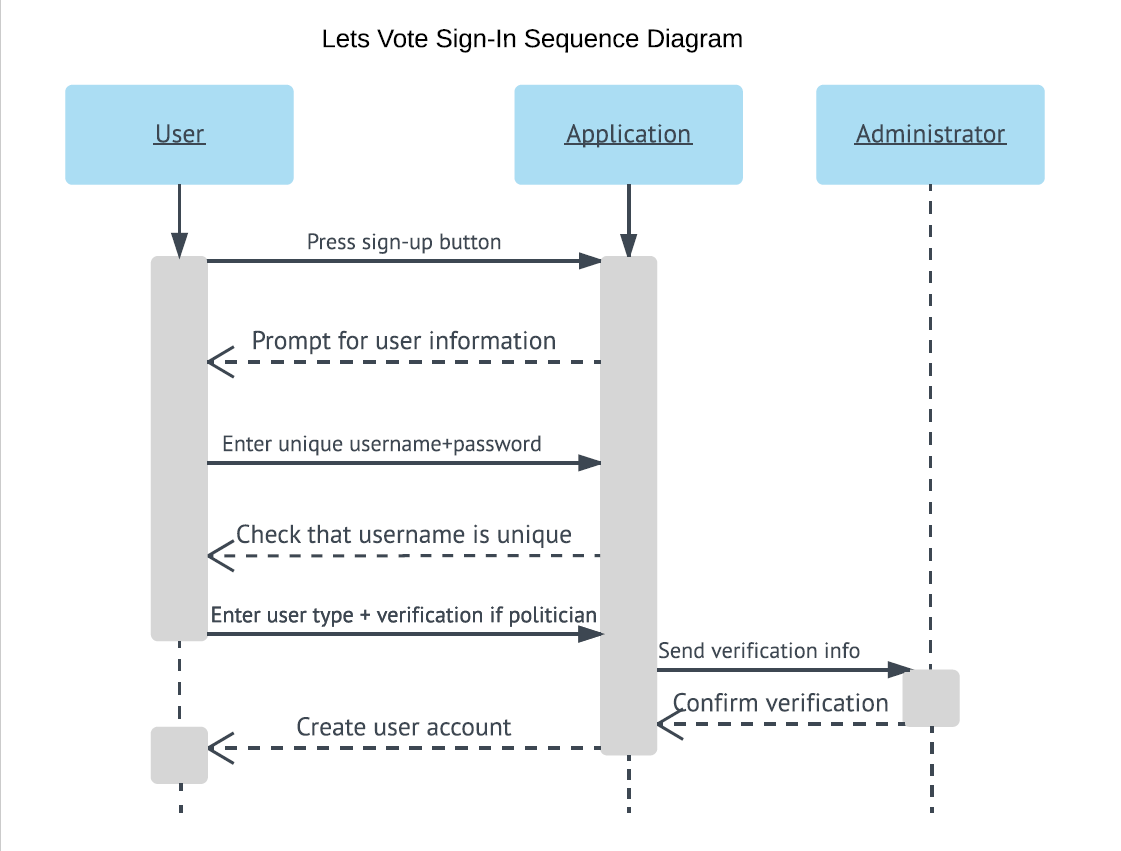 Lets Vote Sign-In Sequence Diagram
User
Application
Administrator
Press sign-up button
Prompt for user information
Enter unique username+password
Check that username is unique
Enter user type + verification if politician
Send verification info
Confirm verification
Create user account